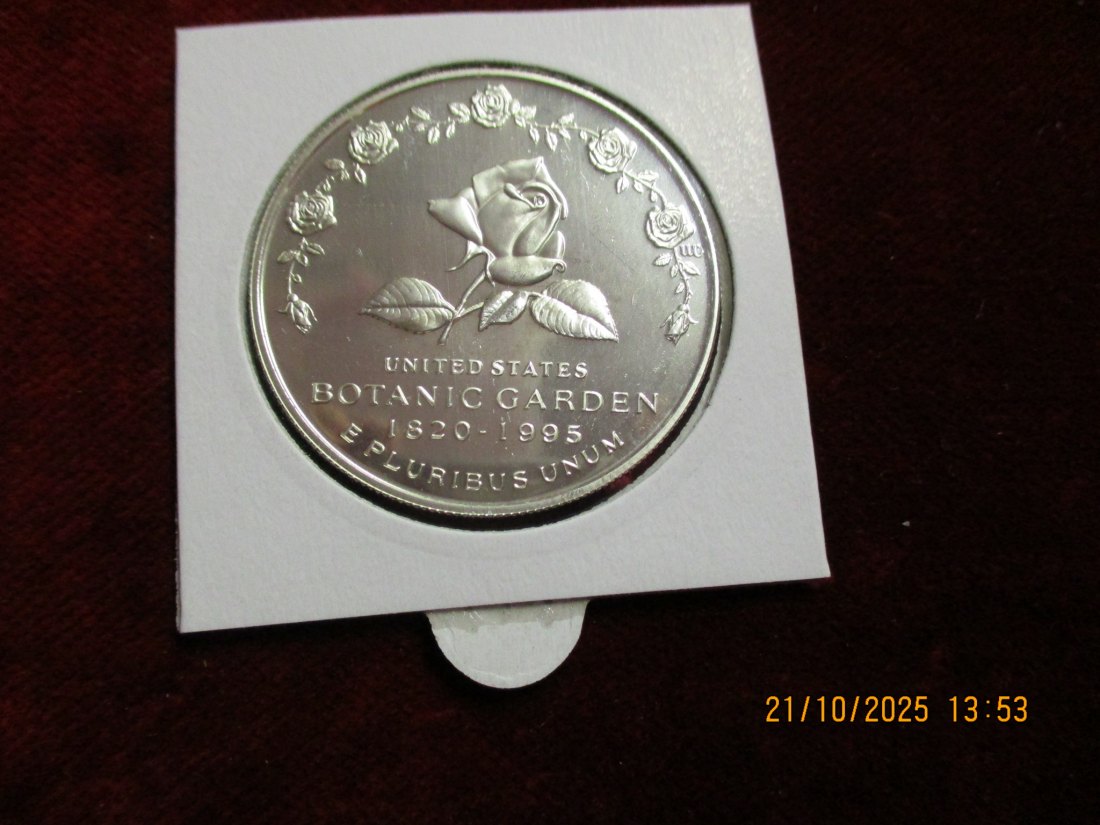 UNITED STATES
BOTANIC GARDEN
1820-1995
E PLURIBUS UNUM
21/10/2025 13:53